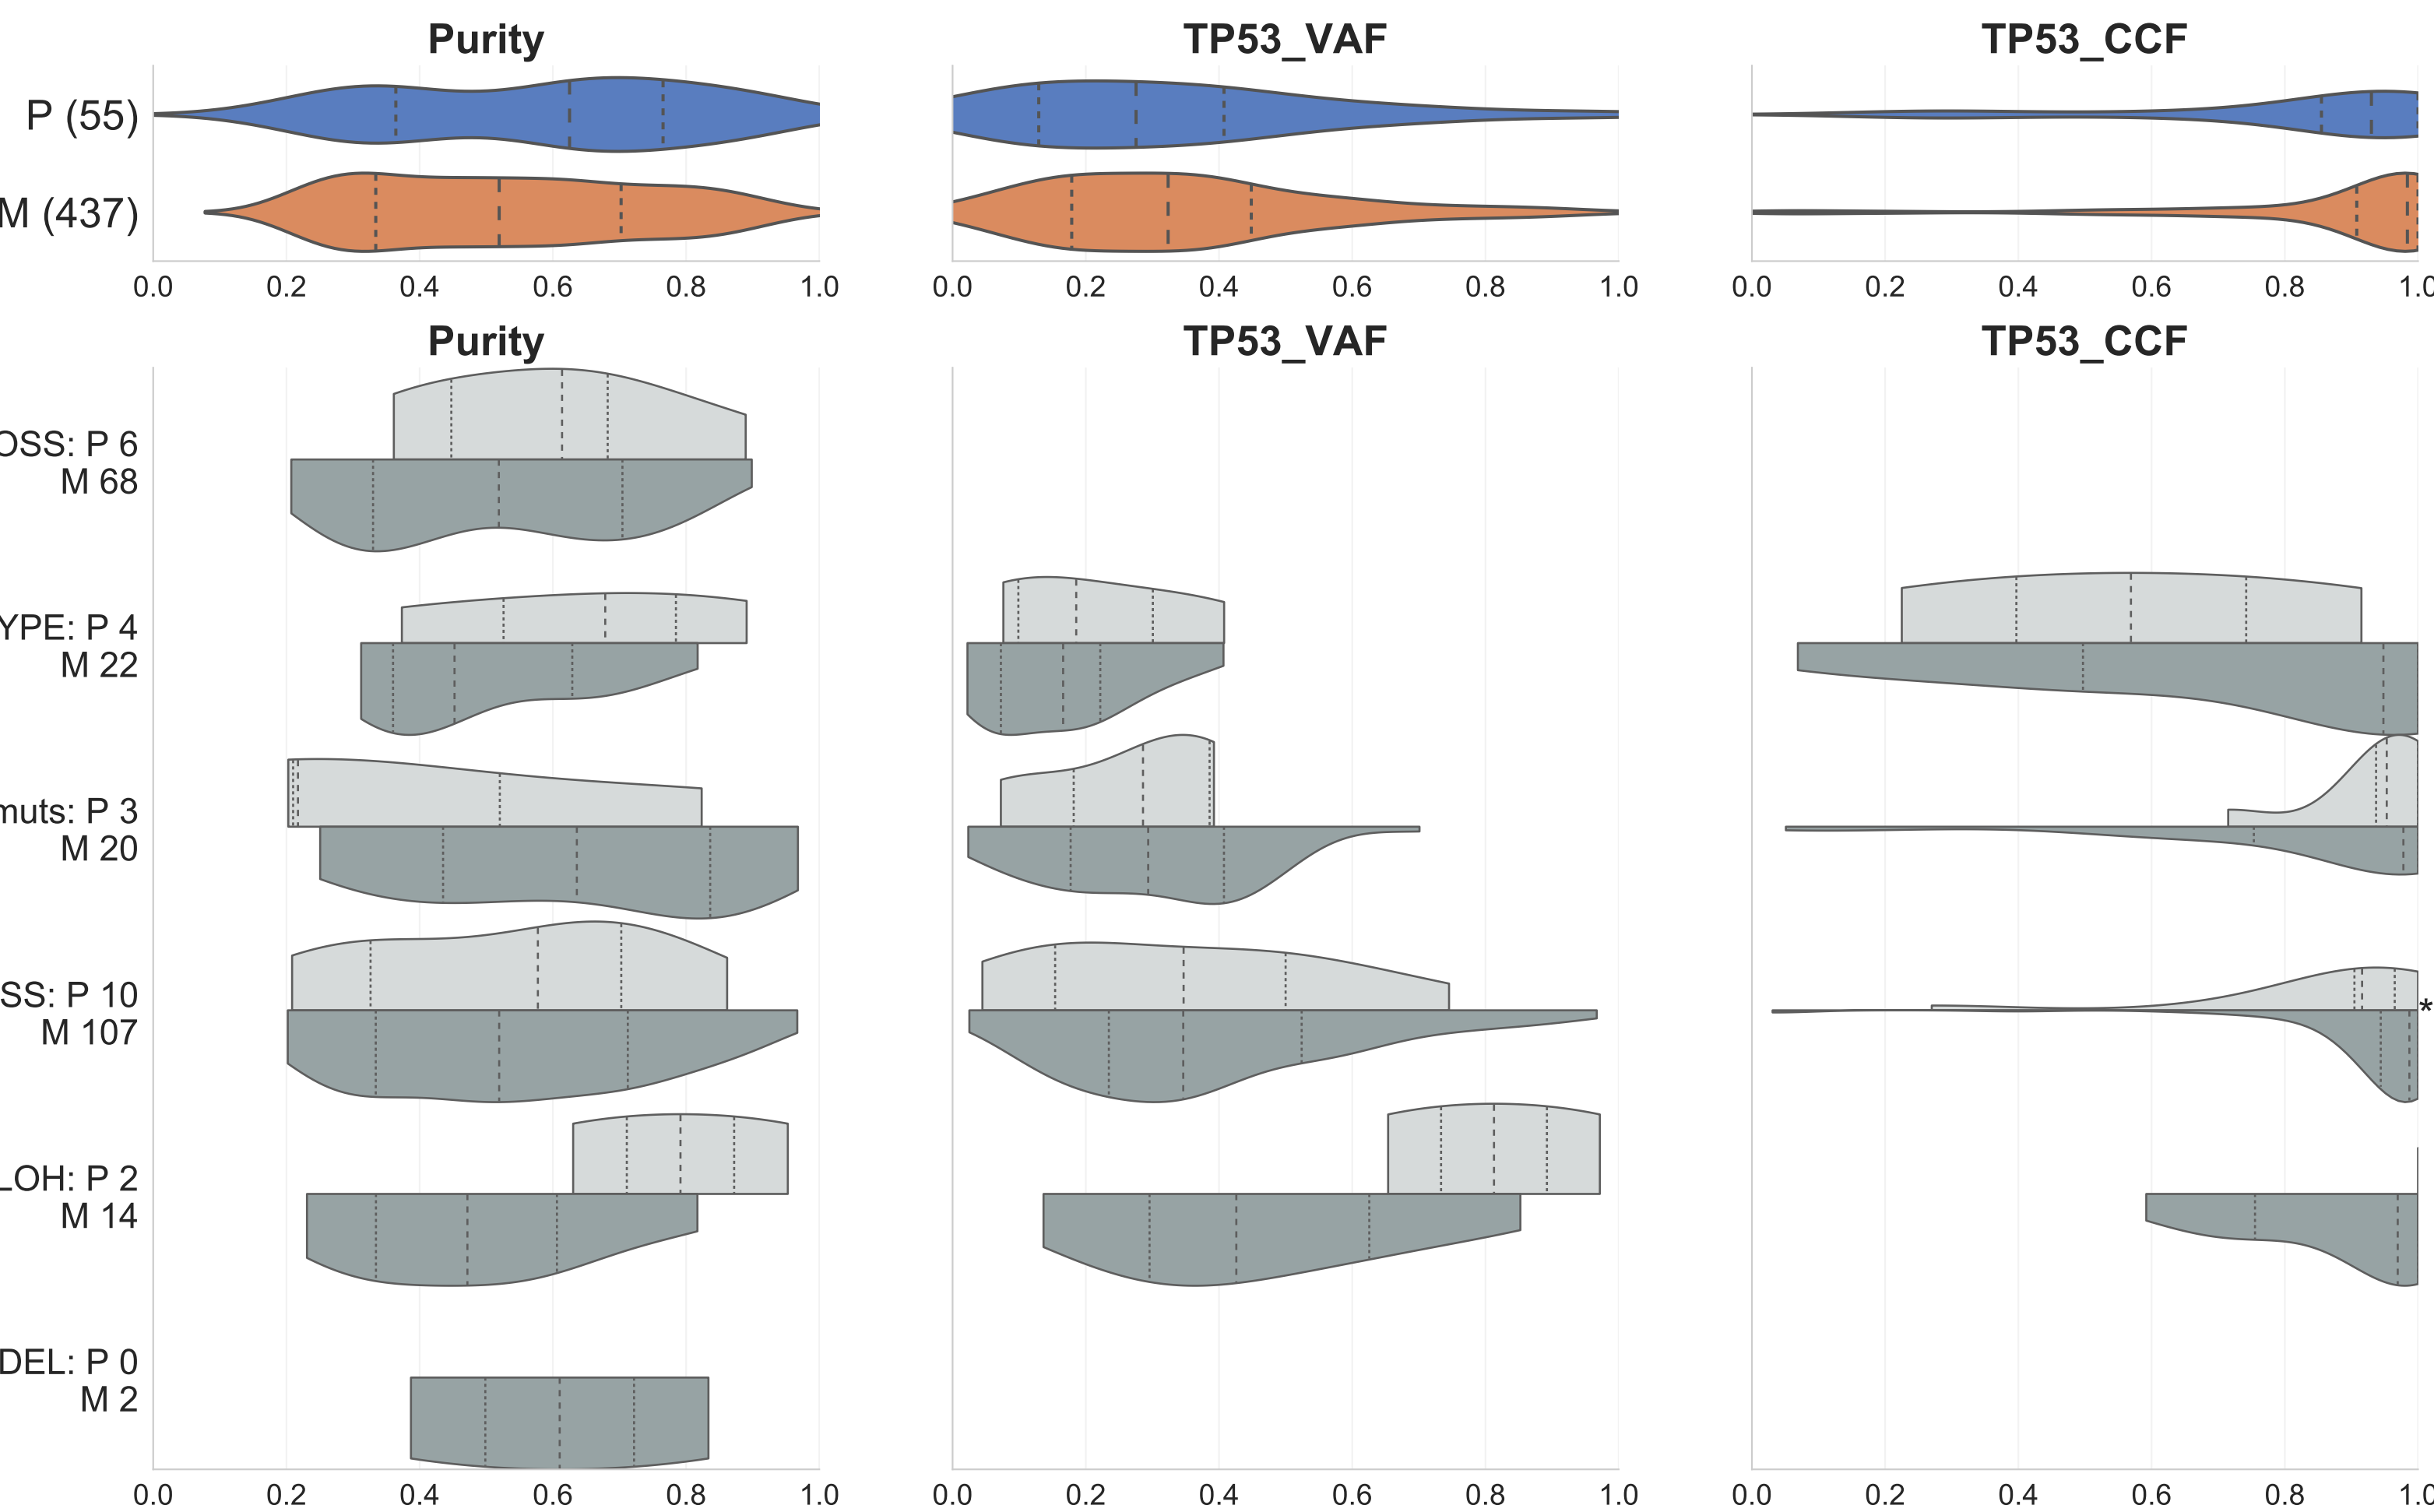 Purity TP53_VAF TP53_CCF
P (55)
M (437)
0.0 0.2 0.4 0.6 0.8 1.0 0.0 0.2 0.4 0.6 0.8 1.0 0.0 0.2 0.4 0.6 0.8 1.0
Purity TP53_VAF TP53_CCF
OSS: P 6
M 68
YPE: P 4
M 22
muts: P 3
M 20
SS: P 10
*
M 107
LOH: P 2
M 14
DEL: P 0
M 2
0.0 0.2 0.4 0.6 0.8 1.0 0.0 0.2 0.4 0.6 0.8 1.0 0.0 0.2 0.4 0.6 0.8 1.0